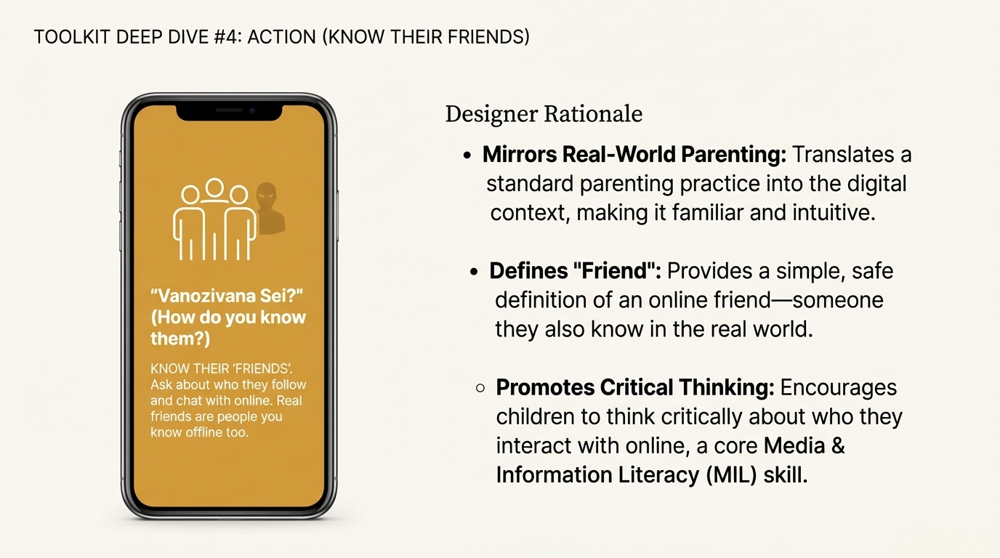 TOOLKIT DEEP DIVE #4: ACTION (KNOW THEIR FRIENDS)
“Vanozivana Sei?”
(How do you know
them?)
KNOW THEIR ‘FRIENDS’.
Ask about who they follow
and chat with online. Real
friends are people you
know offline too.
Designer Rationale
• Mirrors Real-World Parenting: Translates a
standard parenting practice into the digital
context, making it familiar and intuitive.
• Defines "Friend": Provides a simple, safe
definition of an online friend—someone
they also know in the real world.
○ Promotes Critical Thinking: Encourages
children to think critically about who they
interact with online, a core Media &
Information Literacy (MIL) skill.